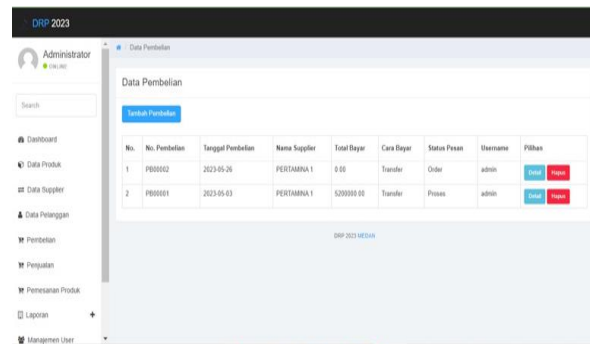 DRP 2023
Administrator
ONLINE
Search
Dashboard
Data Produk
Data Supplier
Data Pelanggan
Pembelian
Penjualan
Pemesanan Produk
Laporan +
Manajemen User
/ Data Pembelian
Data Pembelian
Tambah Pembelian
No. No. Pembelian Tanggal Pembelian Nama Supplier Total Bayar Cara Bayar Status Pesan Username Pilihan
1 PB00002 2023-05-26 PERTAMINA 1 0.00 Transfer Order admin Detail Hapus
2 PB00001 2023-05-03 PERTAMINA 1 5200000.00 Transfer Proses admin Detail Hapus
DRP 2023 MEDAN